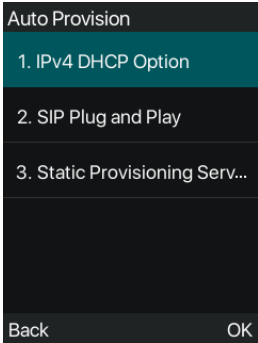 Auto Provision
1. IPv4 DHCP Option
2. SIP Plug and Play
3. Static Provisioning Serv...
Back OK